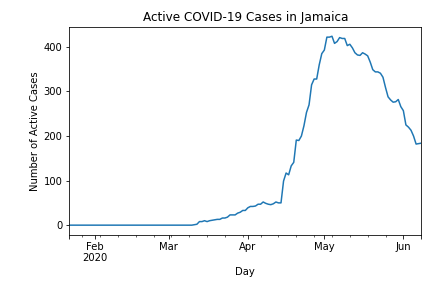 Active COVID-19 Cases in Jamaica
400
300
200
100
0
Number of Active Cases
Feb
2020
Mar
Apr
May
Jun
Day